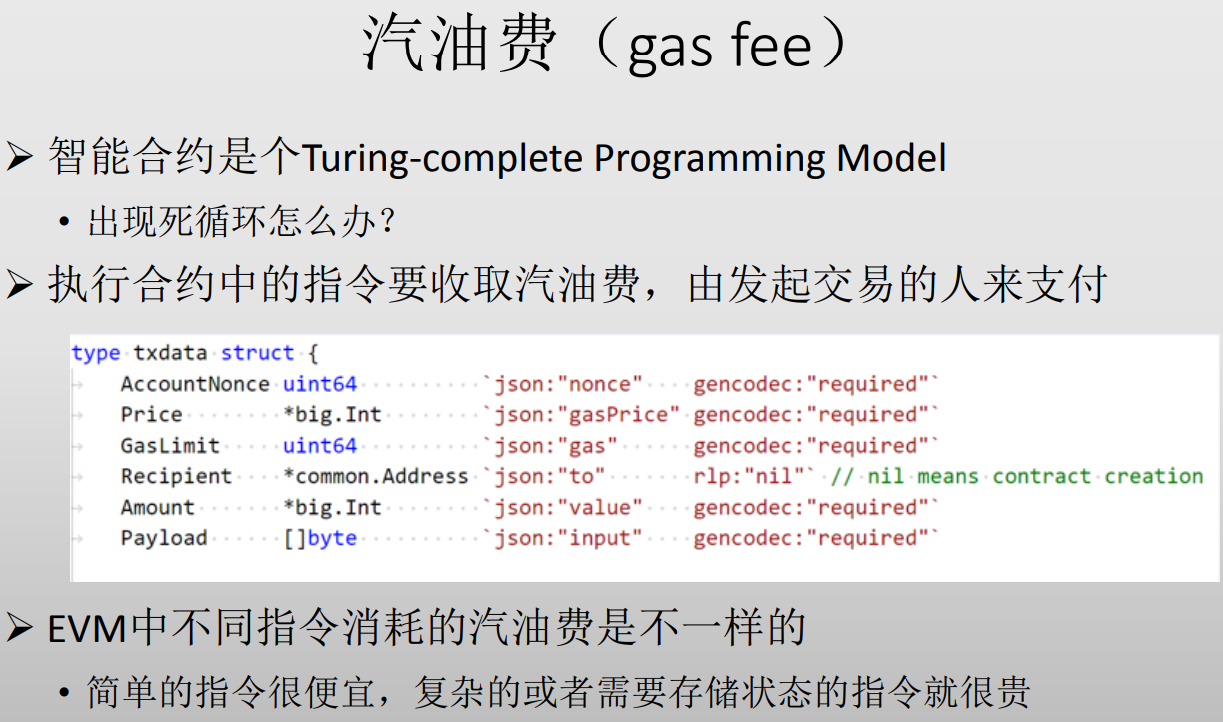 汽油费（gas fee）
➢ 智能合约是个Turing-complete Programming Model
• 出现死循环怎么办？
➢ 执行合约中的指令要收取汽油费，由发起交易的人来支付
type txdata struct {
AccountNonce uint64 `json:"nonce" gencodec:"required"`
Price *big.Int `json:"gasPrice" gencodec:"required"`
GasLimit uint64 `json:"gas" gencodec:"required"`
Recipient *common.Address `json:"to" rlp:"nil"` // nil means contract creation
Amount *big.Int `json:"value" gencodec:"required"`
Payload []byte `json:"input" gencodec:"required"`
➢ EVM中不同指令消耗的汽油费是不一样的
• 简单的指令很便宜，复杂的或者需要存储状态的指令就很贵